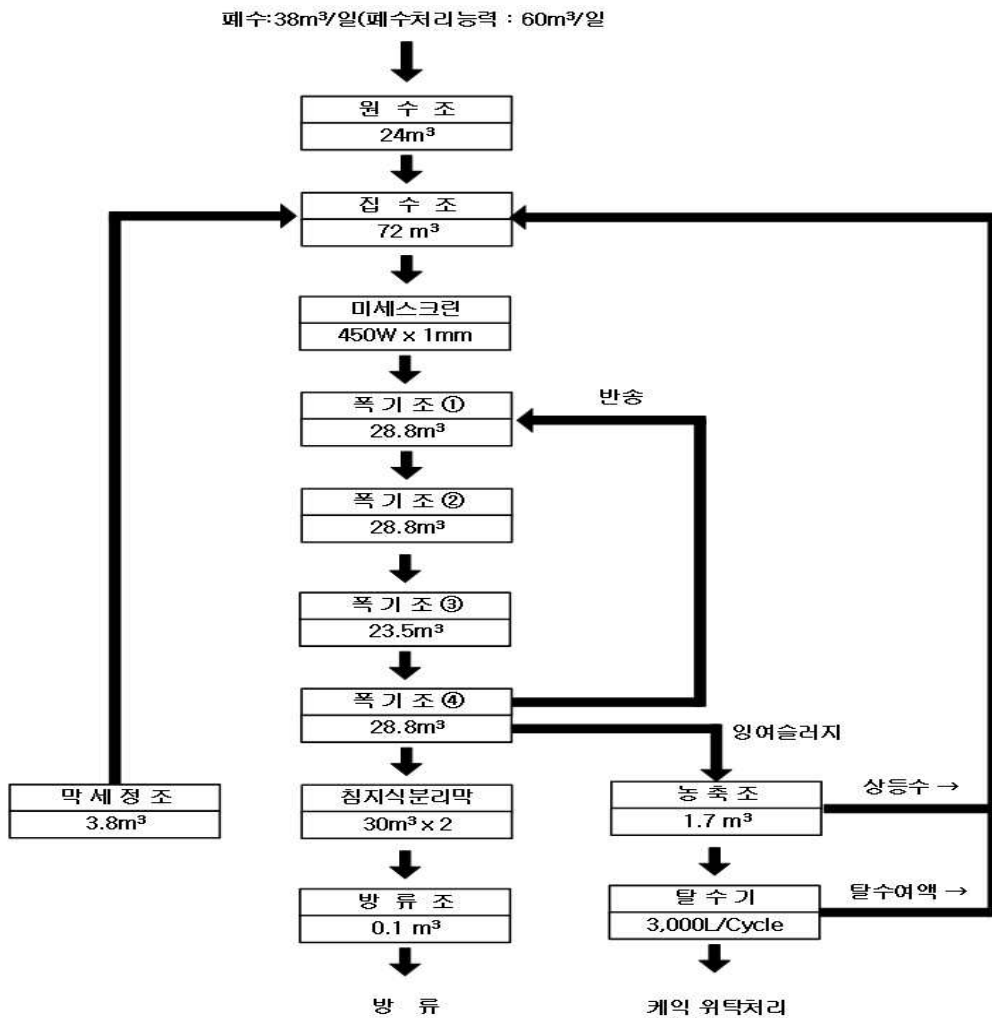 폐수:38m³/일(폐수처리능력 : 60m³/일
원 수 조
24m³
집 수 조
72 m³
미세스크린
450W x 1mm
폭 기 조 ①
28.8m³
반송
폭 기 조 ②
28.8m³
폭 기 조 ③
23.5m³
폭 기 조 ④
28.8m³
잉여슬러지
막 세 정 조
3.8m³
침지식분리막
30m³ x 2
농 축 조
1.7 m³
상등수 →
방 류 조
0.1 m³
탈 수 기
3,000L/Cycle
탈수여액 →
방 류
케익 위탁처리